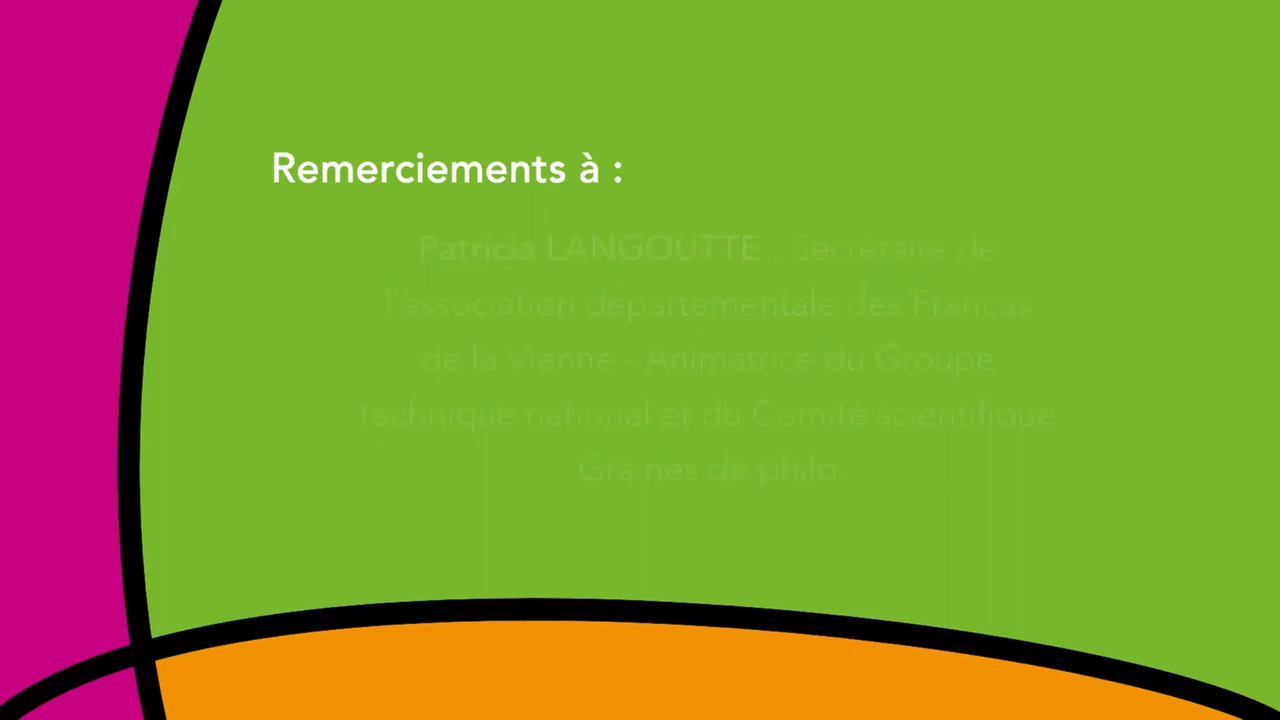 Remerciements à :
Patricia LANGOUTTE : Secrétaire de
l'association départementale des Francas
de la Vienne - Animatrice du Groupe
technique national et du Comité scientifique
Graines de philo.